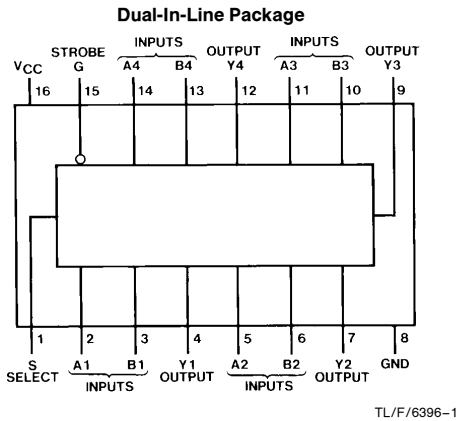 Dual-In-Line Package
INPUTS
INPUTS
STROBE
OUTPUT
OUTPUT
VCC
G
A4
B4
Y4
A3
B3
Y3
16
15
14
13
12
11
10
9
1
2
3
4
5
6
7
8
S
A1
B1
Y1
A2
B2
Y2
GND
SELECT
INPUTS
OUTPUT
INPUTS
OUTPUT
TL/F/6396–1